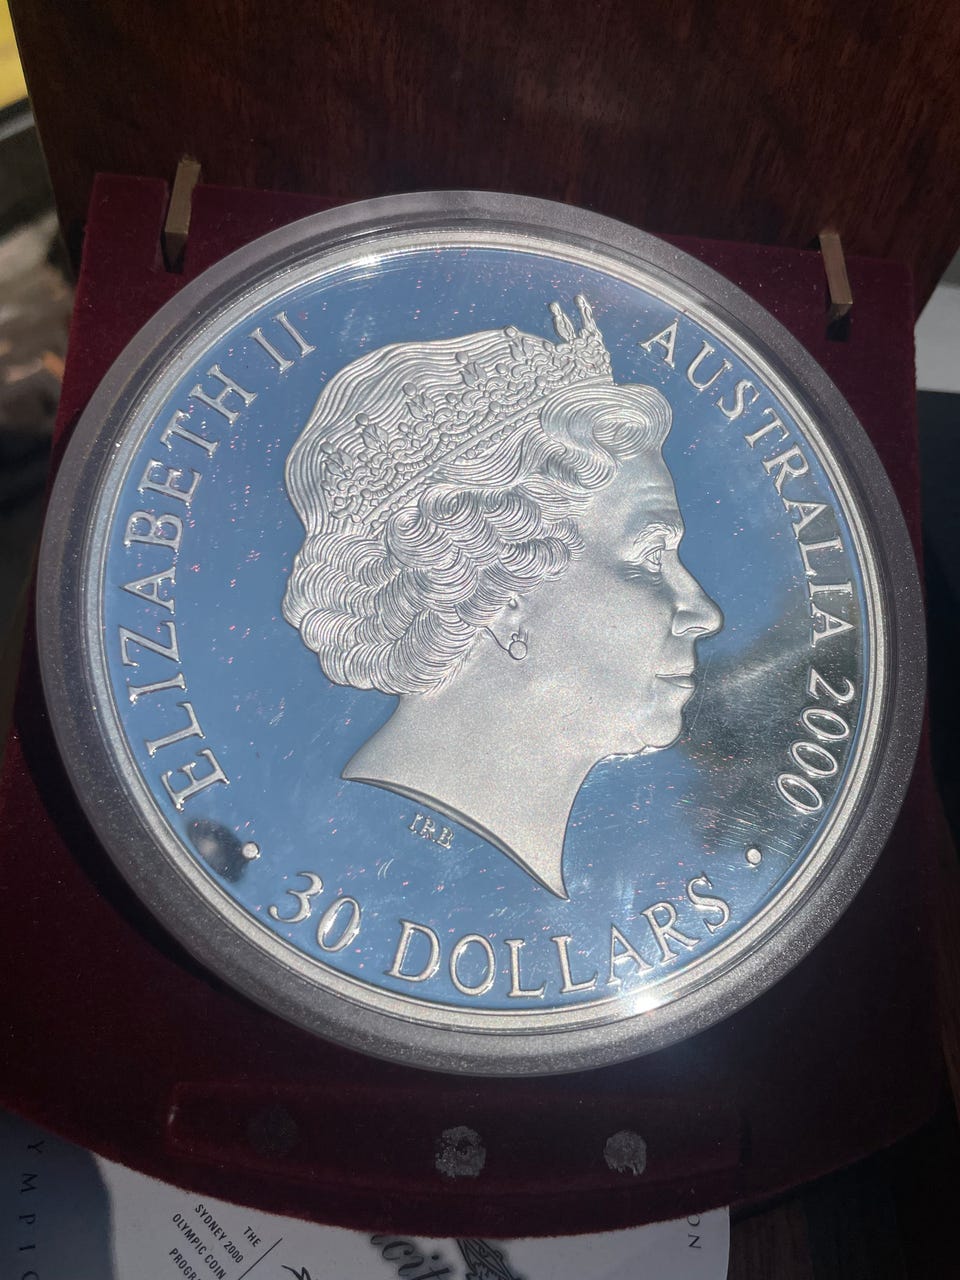 ELIZABETH II
AUSTRALIA 2000
IRB
• 30 DOLLARS •
THE
SYDNEY 2000
OLYMPIC COIN